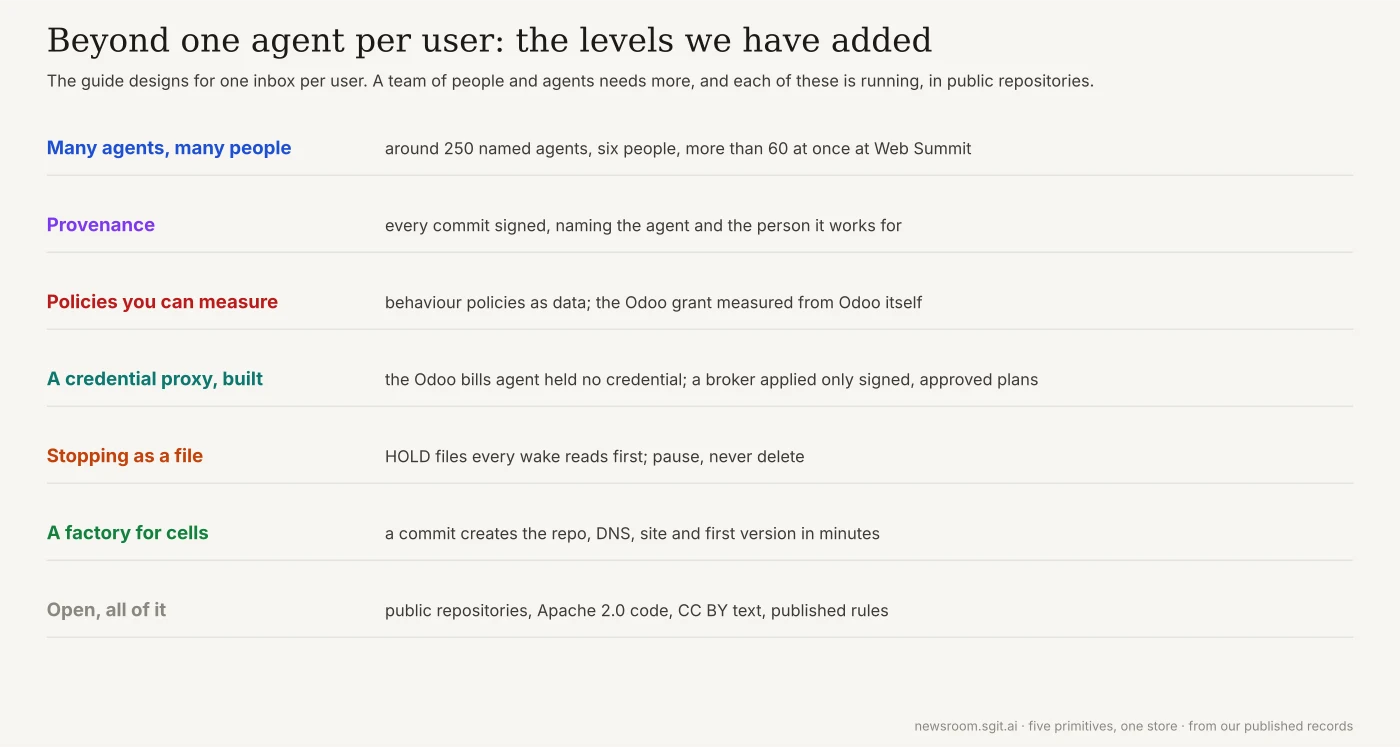 Beyond one agent per user: the levels we have added
The guide designs for one inbox per user. A team of people and agents needs more, and each of these is running, in public repositories.
Many agents, many people
around 250 named agents, six people, more than 60 at once at Web Summit
Provenance
every commit signed, naming the agent and the person it works for
Policies you can measure
behaviour policies as data; the Odoo grant measured from Odoo itself
A credential proxy, built
the Odoo bills agent held no credential; a broker applied only signed, approved plans
Stopping as a file
HOLD files every wake reads first; pause, never delete
A factory for cells
a commit creates the repo, DNS, site and first version in minutes
Open, all of it
public repositories, Apache 2.0 code, CC BY text, published rules
newsroom.sgit.ai · five primitives, one store · from our published records